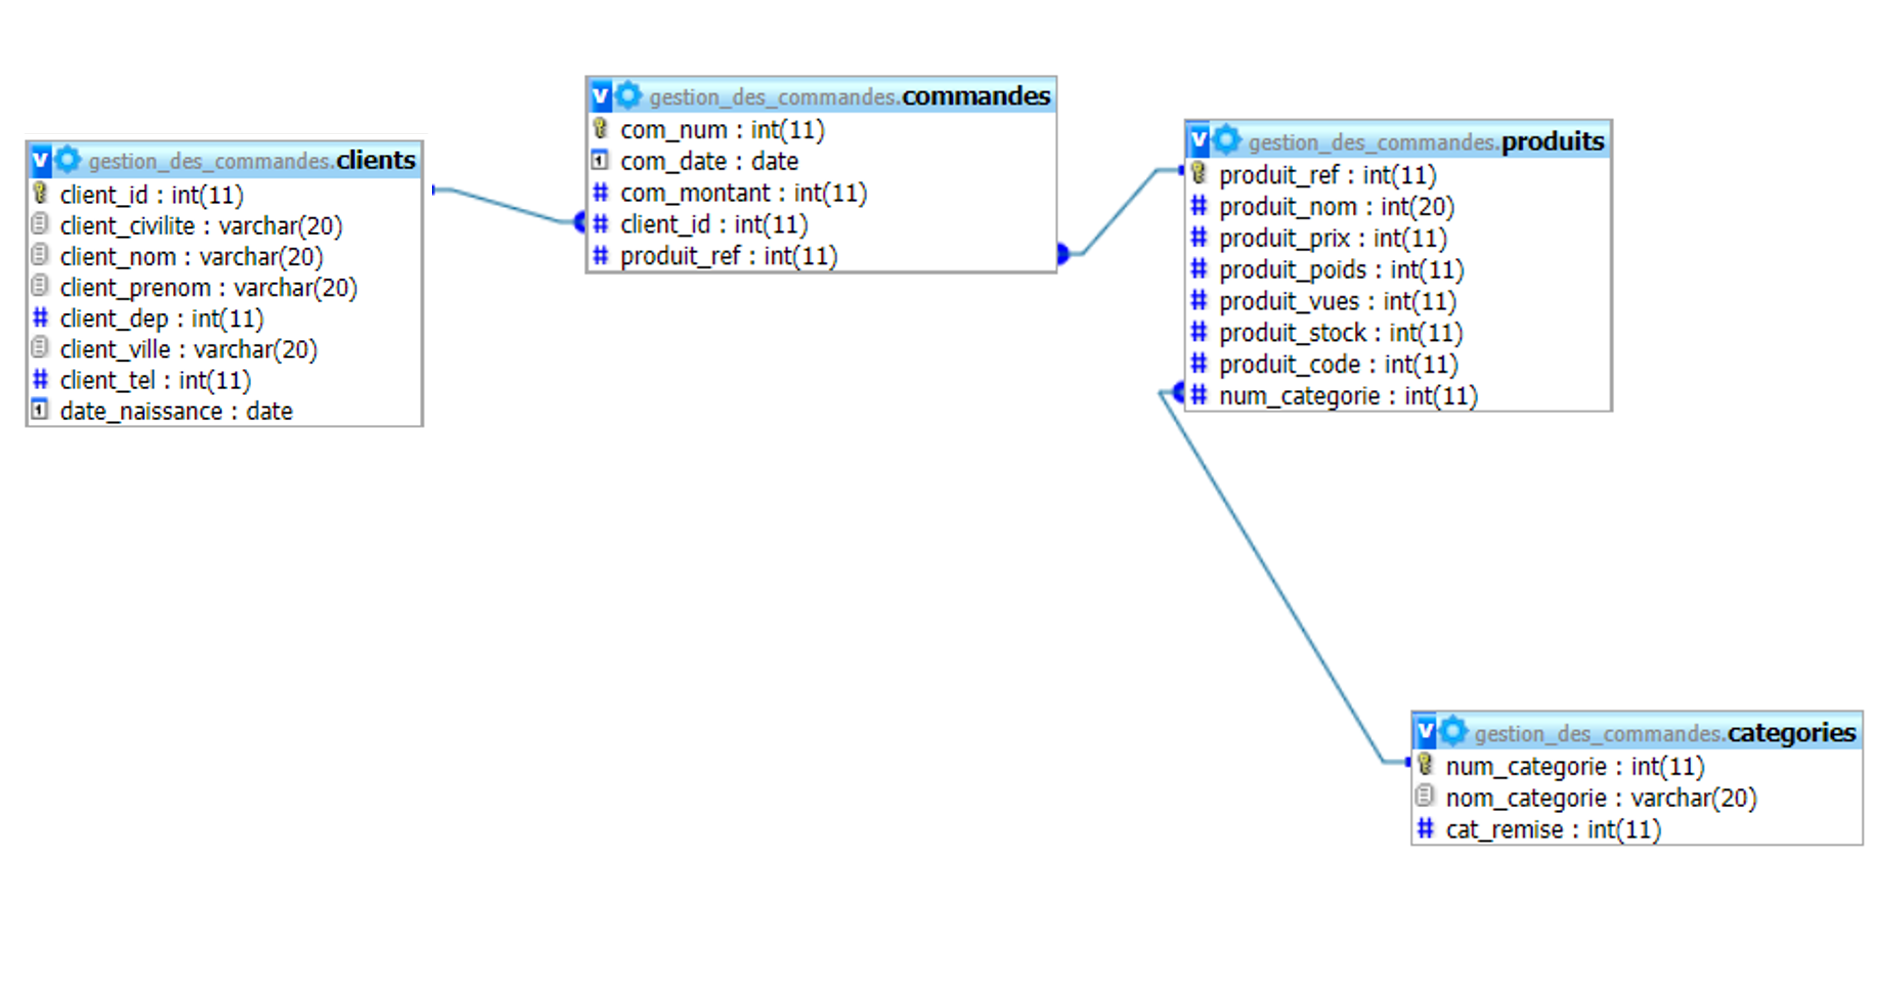 gestion_des_commandes.clients
client_id : int(11)
client_civilite : varchar(20)
client_nom : varchar(20)
client_prenom : varchar(20)
client_dep : int(11)
client_ville : varchar(20)
client_tel : int(11)
date_naissance : date
gestion_des_commandes.commandes
com_num : int(11)
com_date : date
com_montant : int(11)
client_id : int(11)
produit_ref : int(11)
gestion_des_commandes.produits
produit_ref : int(11)
produit_nom : int(20)
produit_prix : int(11)
produit_poids : int(11)
produit_vues : int(11)
produit_stock : int(11)
produit_code : int(11)
num_categorie : int(11)
gestion_des_commandes.categories
num_categorie : int(11)
nom_categorie : varchar(20)
cat_remise : int(11)